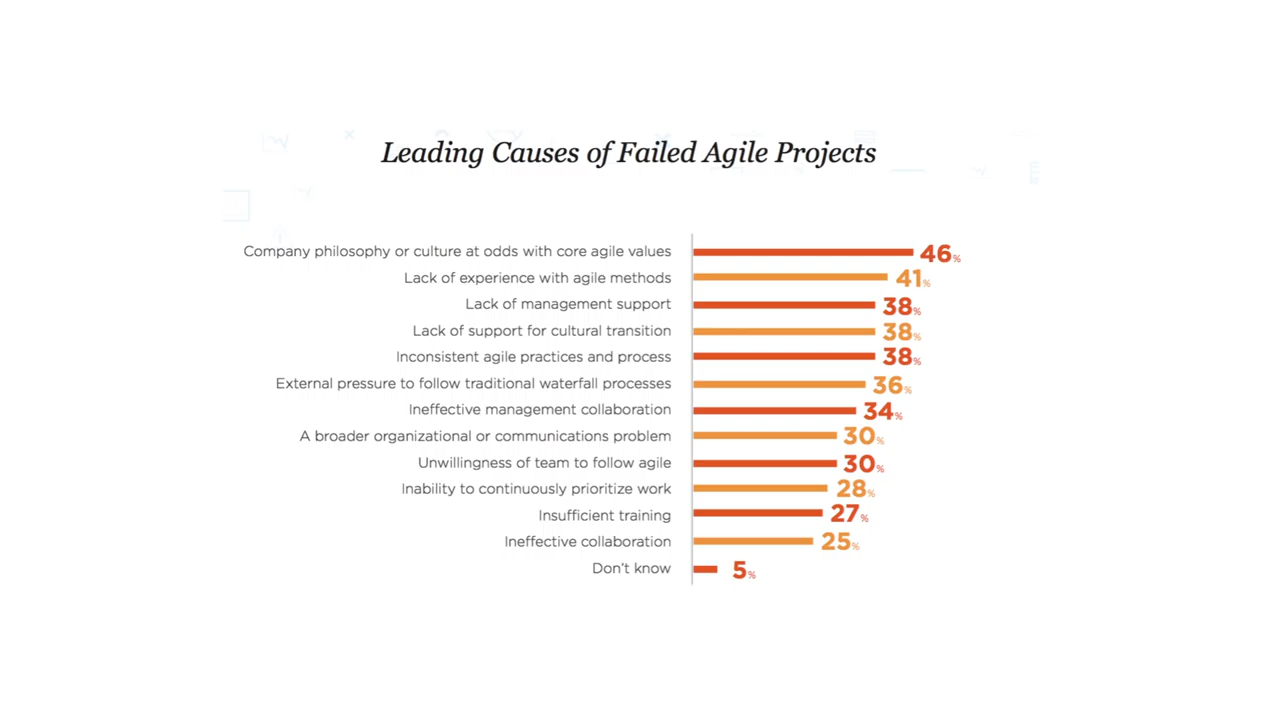 Leading Causes of Failed Agile Projects
Company philosophy or culture at odds with core agile values 46%
Lack of experience with agile methods 41%
Lack of management support 38%
Lack of support for cultural transition 38%
Inconsistent agile practices and process 38%
External pressure to follow traditional waterfall processes 36%
Ineffective management collaboration 34%
A broader organizational or communications problem 30%
Unwillingness of team to follow agile 30%
Inability to continuously prioritize work 28%
Insufficient training 27%
Ineffective collaboration 25%
Don't know 5%